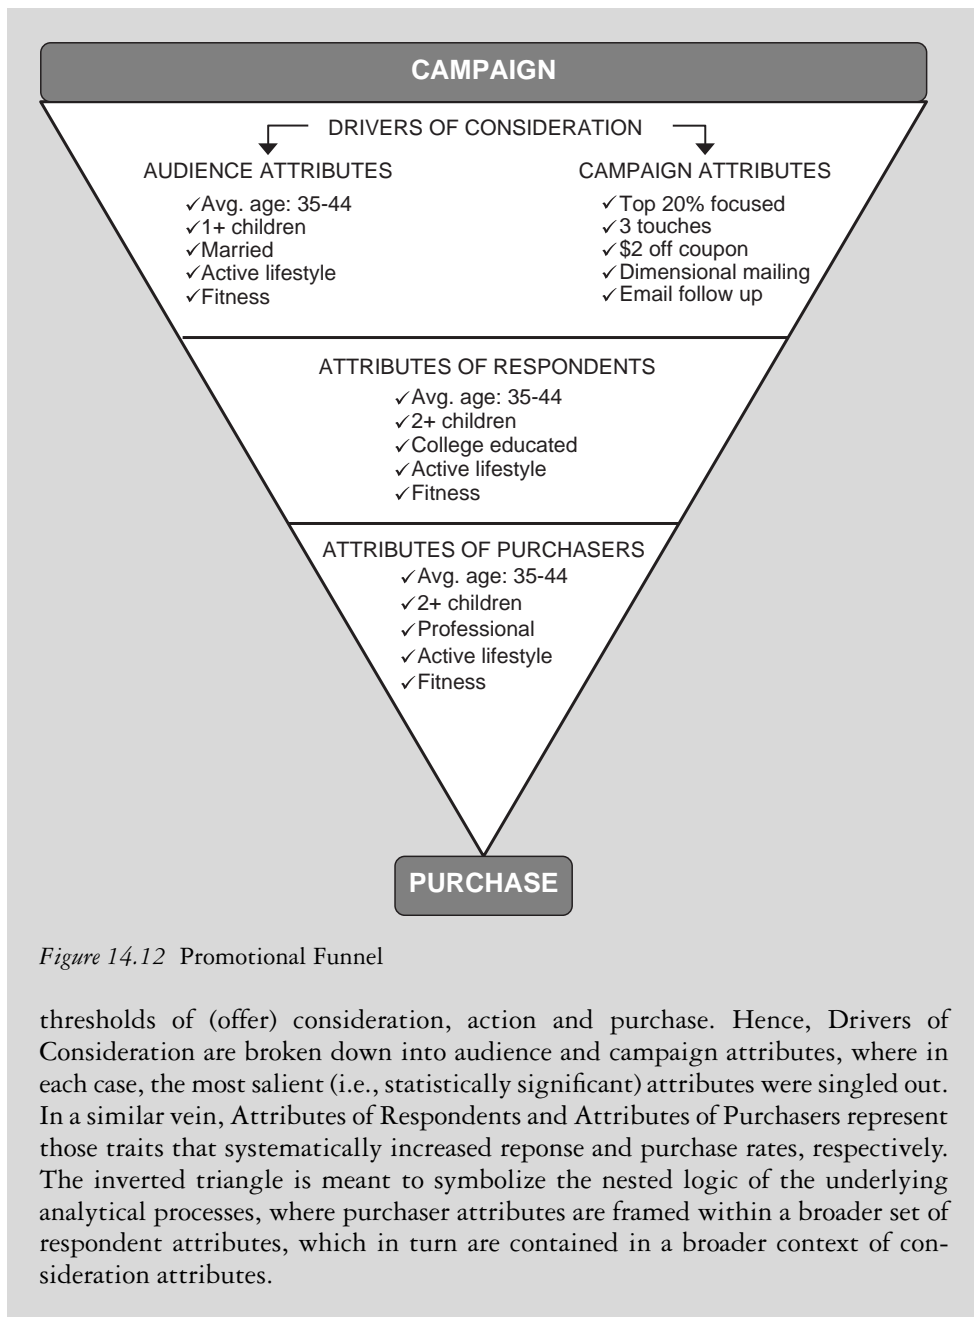 CAMPAIGN
DRIVERS OF CONSIDERATION
AUDIENCE ATTRIBUTES
✓Avg. age: 35-44
✓1+ children
✓Married
✓Active lifestyle
✓Fitness
CAMPAIGN ATTRIBUTES
✓Top 20% focused
✓3 touches
✓$2 off coupon
✓Dimensional mailing
✓Email follow up
ATTRIBUTES OF RESPONDENTS
✓Avg. age: 35-44
✓2+ children
✓College educated
✓Active lifestyle
✓Fitness
ATTRIBUTES OF PURCHASERS
✓Avg. age: 35-44
✓2+ children
✓Professional
✓Active lifestyle
✓Fitness
PURCHASE
Figure 14.12 Promotional Funnel
thresholds of (offer) consideration, action and purchase. Hence, Drivers of
Consideration are broken down into audience and campaign attributes, where in
each case, the most salient (i.e., statistically significant) attributes were singled out.
In a similar vein, Attributes of Respondents and Attributes of Purchasers represent
those traits that systematically increased reponse and purchase rates, respectively.
The inverted triangle is meant to symbolize the nested logic of the underlying
analytical processes, where purchaser attributes are framed within a broader set of
respondent attributes, which in turn are contained in a broader context of con-
sideration attributes.